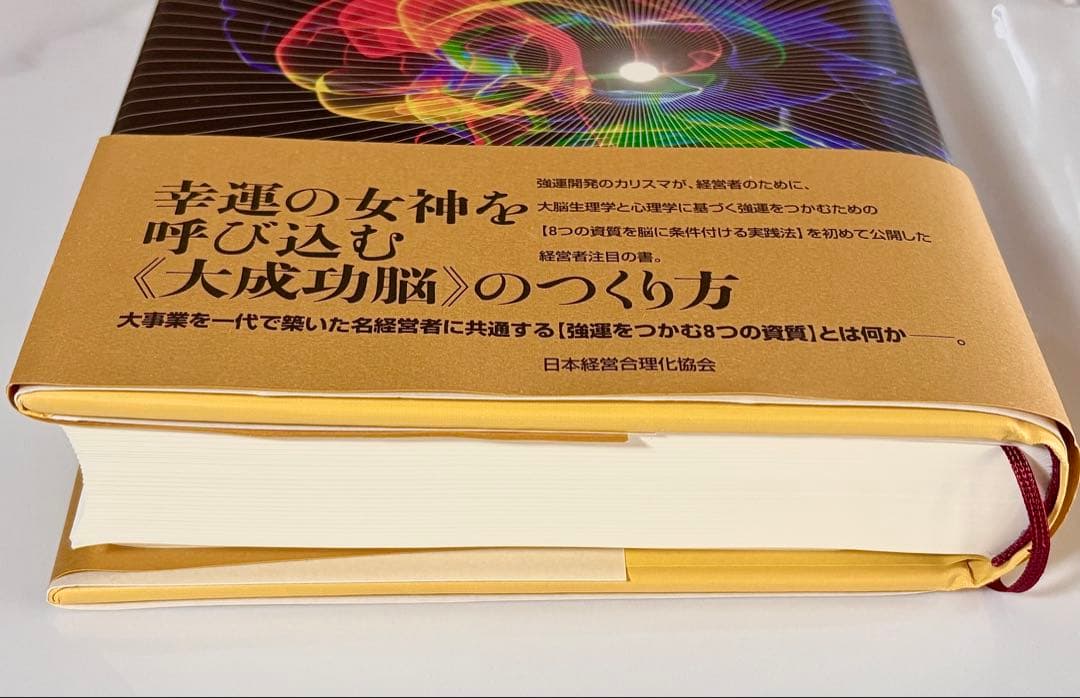 幸運の女神を
呼び込む
《大成功脳》のつくり方
強運開発のカリスマが、経営者のために、
大脳生理学と心理学に基づく強運をつかむための
【8つの資質を脳に条件付ける実践法】を初めて公開した
経営者注目の書。
大事業を一代で築いた名経営者に共通する【強運をつかむ8つの資質】とは何か──。
日本経営合理化協会